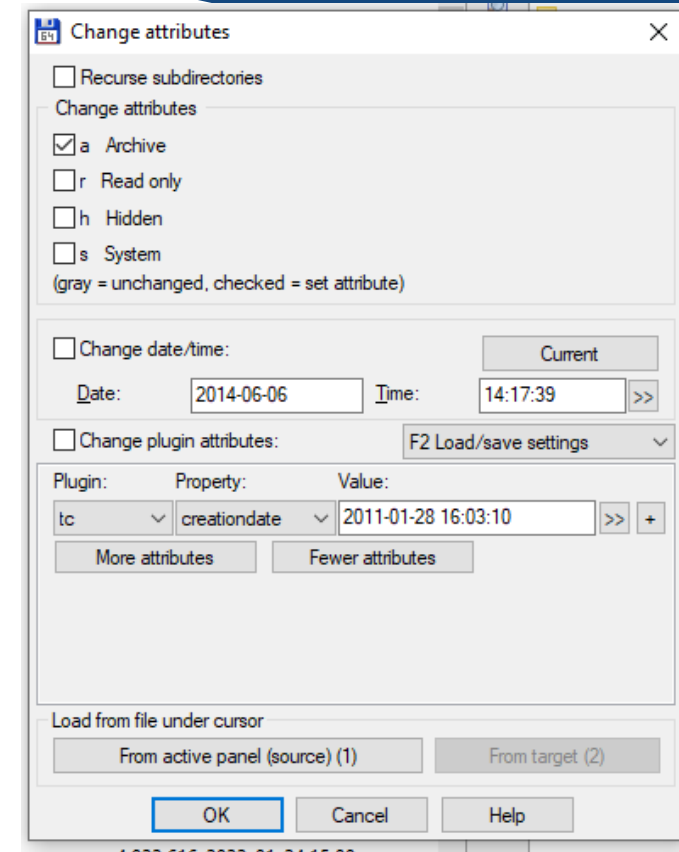 64 Change attributes
Recurse subdirectories
Change attributes
a Archive
r Read only
h Hidden
s System
(gray = unchanged, checked = set attribute)
Change date/time: Current
Date: 2014-06-06 Time: 14:17:39 >>
Change plugin attributes: F2 Load/save settings
Plugin: Property: Value:
tc creationdate 2011-01-28 16:03:10 >> +
More attributes Fewer attributes
Load from file under cursor
From active panel (source) (1) From target (2)
OK Cancel Help